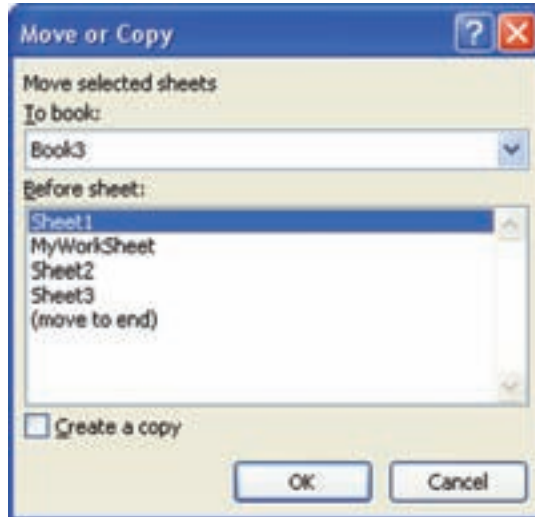 Move or Copy
Move selected sheets
To book:
Book3
Before sheet:
Sheet1
MyWorkSheet
Sheet2
Sheet3
(move to end)
Create a copy
OK
Cancel